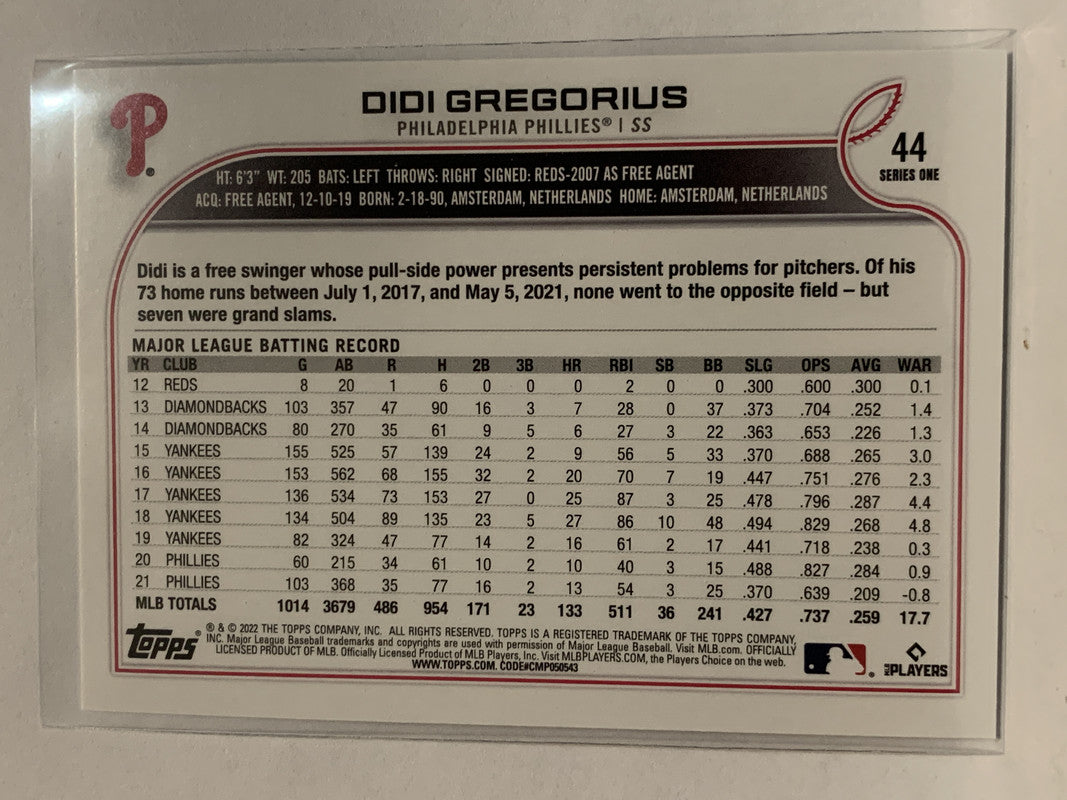 P
DIDI GREGORIUS
PHILADELPHIA PHILLIES® | SS
44
SERIES ONE
HT: 6'3" WT: 205 BATS: LEFT THROWS: RIGHT SIGNED: REDS-2007 AS FREE AGENT
ACQ: FREE AGENT, 12-10-19 BORN: 2-18-90, AMSTERDAM, NETHERLANDS HOME: AMSTERDAM, NETHERLANDS
Didi is a free swinger whose pull-side power presents persistent problems for pitchers. Of his
73 home runs between July 1, 2017, and May 5, 2021, none went to the opposite field – but
seven were grand slams.
MAJOR LEAGUE BATTING RECORD
YR CLUB G AB R H 2B 3B HR RBI SB BB SLG OPS AVG WAR
12 REDS 8 20 1 6 0 0 0 2 0 0 .300 .600 .300 0.1
13 DIAMONDBACKS 103 357 47 90 16 3 7 28 0 37 .373 .704 .252 1.4
14 DIAMONDBACKS 80 270 35 61 9 5 6 27 3 22 .363 .653 .226 1.3
15 YANKEES 155 525 57 139 24 2 9 56 5 33 .370 .688 .265 3.0
16 YANKEES 153 562 68 155 32 2 20 70 7 19 .447 .751 .276 2.3
17 YANKEES 136 534 73 153 27 0 25 87 3 25 .478 .796 .287 4.4
18 YANKEES 134 504 89 135 23 5 27 86 10 48 .494 .829 .268 4.8
19 YANKEES 82 324 47 77 14 2 16 61 2 17 .441 .718 .238 0.3
20 PHILLIES 60 215 34 61 10 2 10 40 3 15 .488 .827 .284 0.9
21 PHILLIES 103 368 35 77 16 2 13 54 3 25 .370 .639 .209 -0.8
MLB TOTALS 1014 3679 486 954 171 23 133 511 36 241 .427 .737 .259 17.7
topps®
® & © 2022 THE TOPPS COMPANY, INC. ALL RIGHTS RESERVED. TOPPS IS A REGISTERED TRADEMARK OF THE TOPPS COMPANY,
INC. Major League Baseball trademarks and copyrights are used with permission of Major League Baseball. Visit MLB.com. OFFICIALLY
LICENSED PRODUCT OF MLB. Officially Licensed Product of MLB Players, Inc. Visit MLBPLAYERS.COM, the Players Choice on the web.
WWW.TOPPS.COM. CODE#CMP050543
MLB PLAYERS